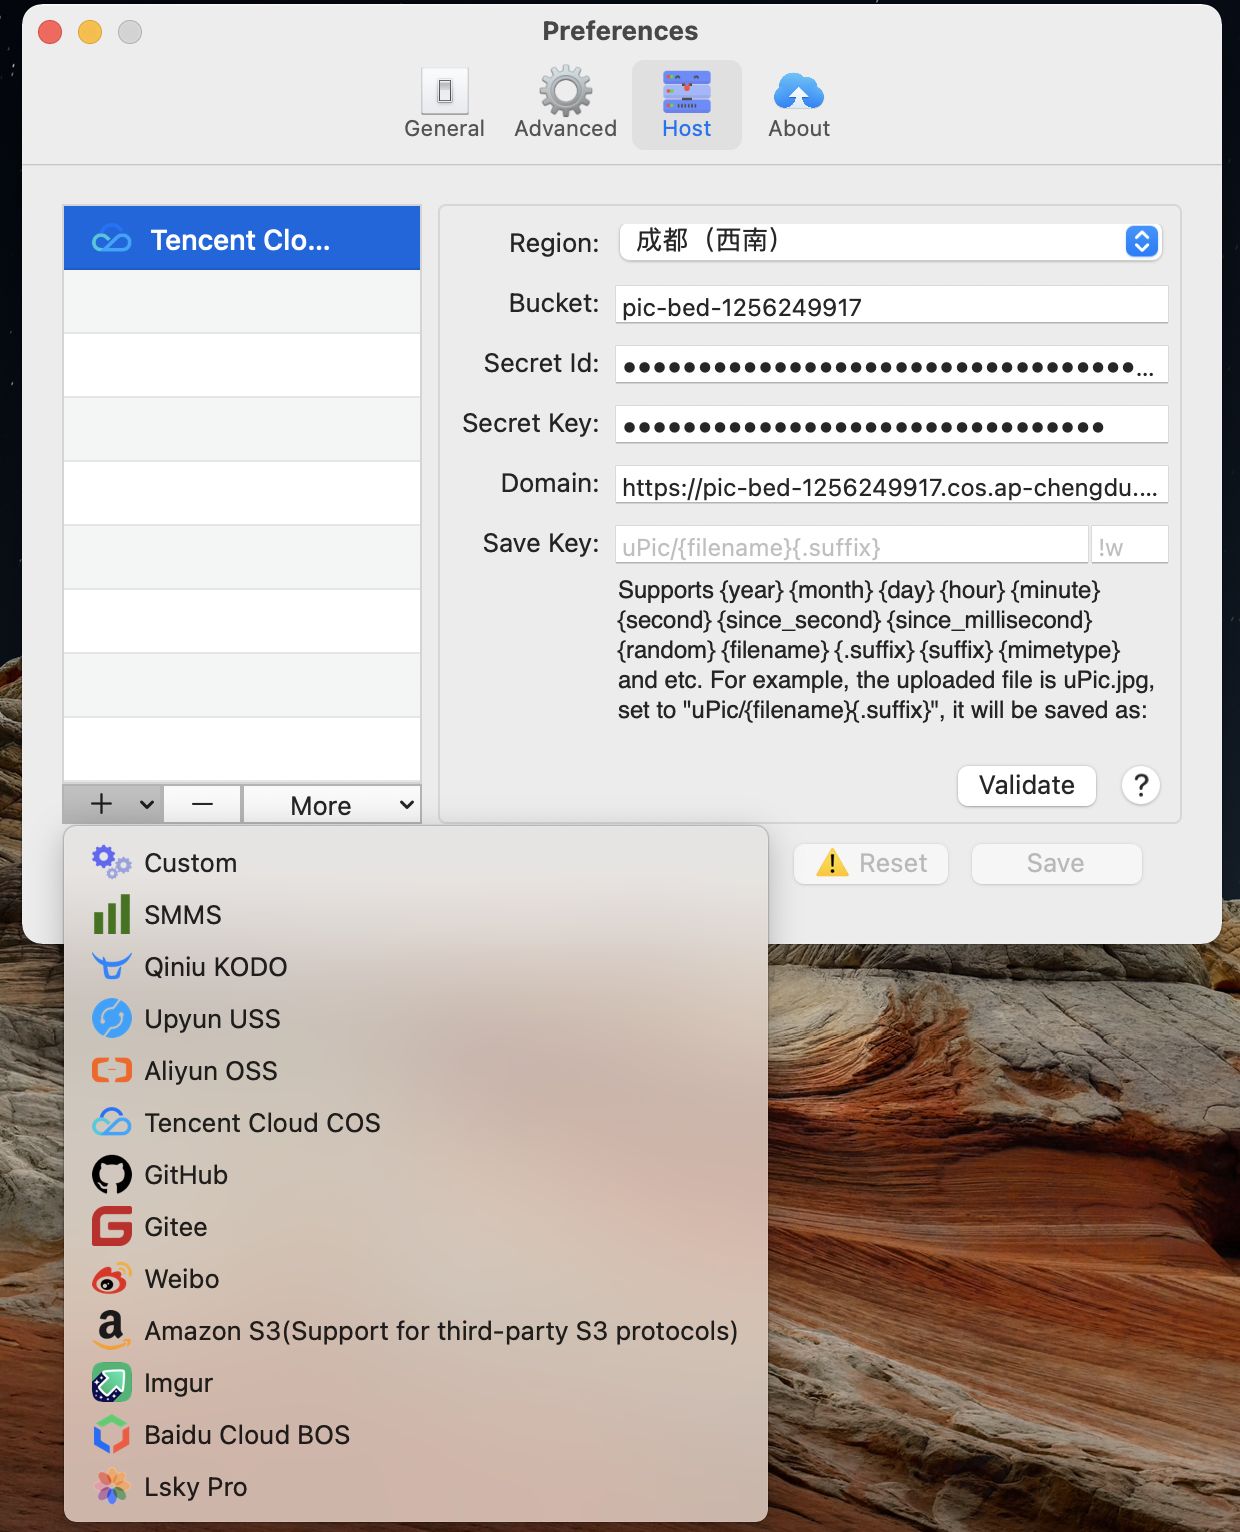 Preferences
General
Advanced
Host
About
Tencent Clo...
Region:
成都（西南）
Bucket:
pic-bed-1256249917
Secret Id:
●●●●●●●●●●●●●●●●●●●●●●●●●●●●●●●●●●...
Secret Key:
●●●●●●●●●●●●●●●●●●●●●●●●●●●●●●●●
Domain:
https://pic-bed-1256249917.cos.ap-chengdu....
Save Key:
uPic/{filename}{.suffix}
!w
Supports {year} {month} {day} {hour} {minute}
{second} {since_second} {since_millisecond}
{random} {filename} {.suffix} {suffix} {mimetype}
and etc. For example, the uploaded file is uPic.jpg,
set to "uPic/{filename}{.suffix}", it will be saved as:
Validate
?
More
Reset
Save
Custom
SMMS
Qiniu KODO
Upyun USS
Aliyun OSS
Tencent Cloud COS
GitHub
Gitee
Weibo
Amazon S3(Support for third-party S3 protocols)
Imgur
Baidu Cloud BOS
Lsky Pro